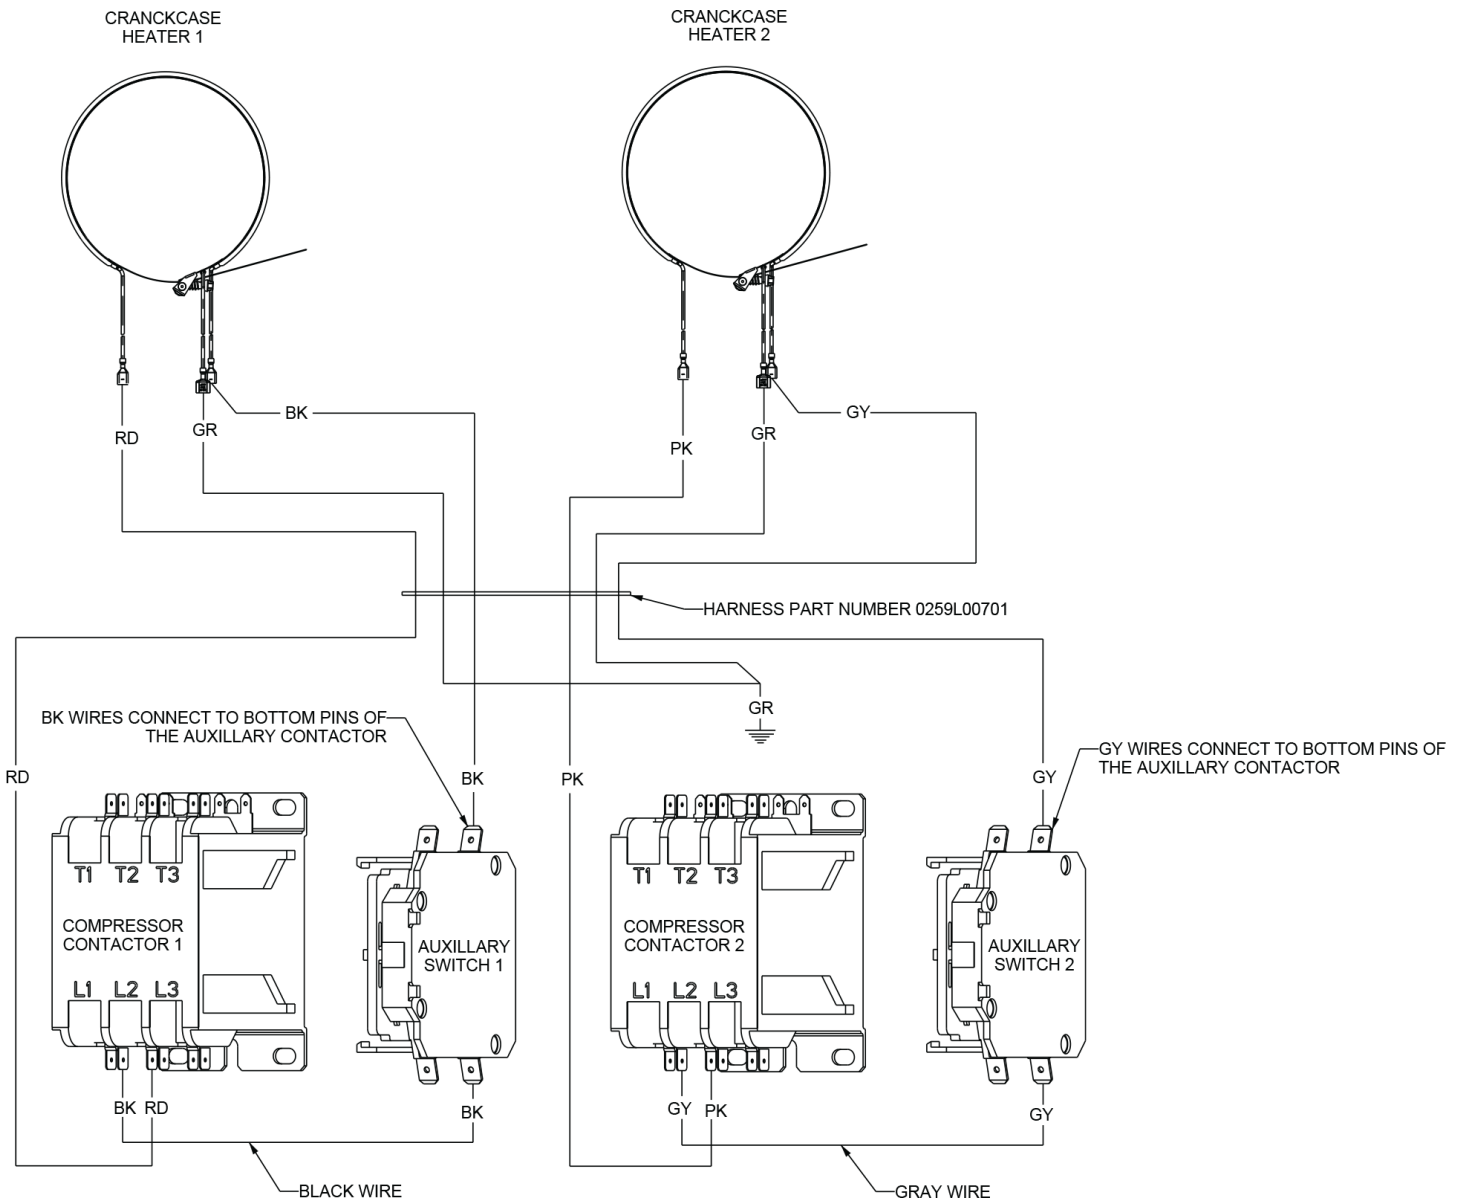 CRANCKCASE
HEATER 1
CRANCKCASE
HEATER 2
BK
GY
RD
GR
PK
GR
HARNESS PART NUMBER 0259L00701
GR
BK WIRES CONNECT TO BOTTOM PINS OF
THE AUXILLARY CONTACTOR
GY WIRES CONNECT TO BOTTOM PINS OF
THE AUXILLARY CONTACTOR
RD
BK
PK
GY
T1 T2 T3
COMPRESSOR
CONTACTOR 1
L1 L2 L3
AUXILLARY
SWITCH 1
T1 T2 T3
COMPRESSOR
CONTACTOR 2
L1 L2 L3
AUXILLARY
SWITCH 2
BK RD
BK
GY PK
GY
BLACK WIRE
GRAY WIRE